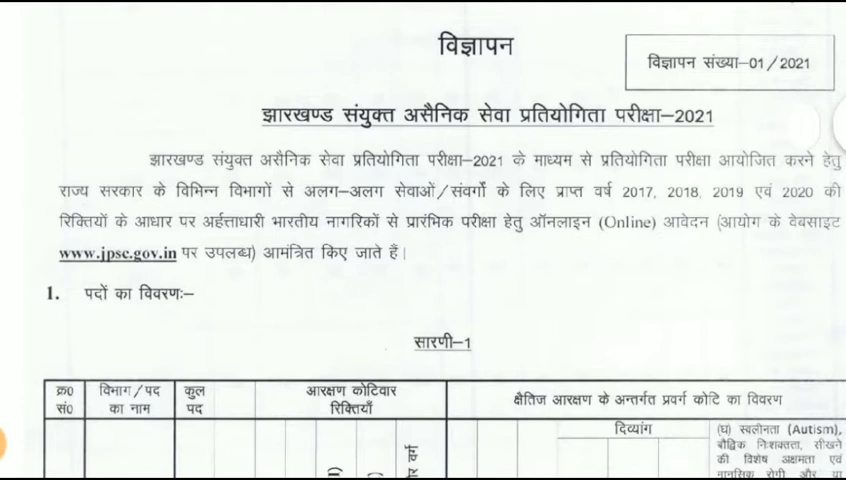 विज्ञापन
विज्ञापन संख्या–01/2021
झारखण्ड संयुक्त असैनिक सेवा प्रतियोगिता परीक्षा–2021
झारखण्ड संयुक्त असैनिक सेवा प्रतियोगिता परीक्षा–2021 के माध्यम से प्रतियोगिता परीक्षा आयोजित करने हेतु
राज्य सरकार के विभिन्न विभागों से अलग–अलग सेवाओं/संवर्गों के लिए प्राप्त वर्ष 2017, 2018, 2019 एवं 2020 की
रिक्तियों के आधार पर अर्हत्ताधारी भारतीय नागरिकों से प्रारंभिक परीक्षा हेतु ऑनलाइन (Online) आवेदन (आयोग के वेबसाइट
www.jpsc.gov.in पर उपलब्ध) आमंत्रित किए जाते हैं।
1. पदों का विवरणः–
सारणी–1
क्र0 विभाग/पद कुल आरक्षण कोटिवार क्षैतिज आरक्षण के अन्तर्गत प्रवर्ग कोटि का विवरण
सं0 का नाम पद रिक्तियाँ
दिव्यांग (घ) स्वलीनता (Autism),
बौद्धिक निःशक्तता, सीखने
की विशेष अक्षमता एवं
मानसिक रोगी और या